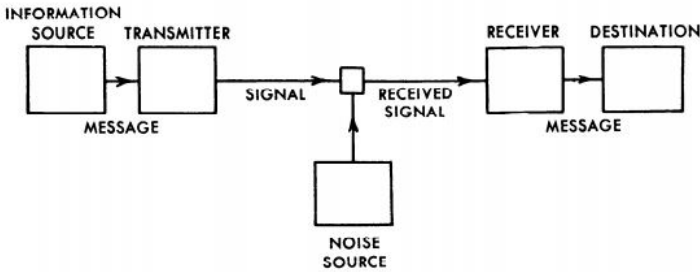 INFORMATION
SOURCE
TRANSMITTER
RECEIVER
DESTINATION
SIGNAL
RECEIVED
SIGNAL
MESSAGE
MESSAGE
NOISE
SOURCE